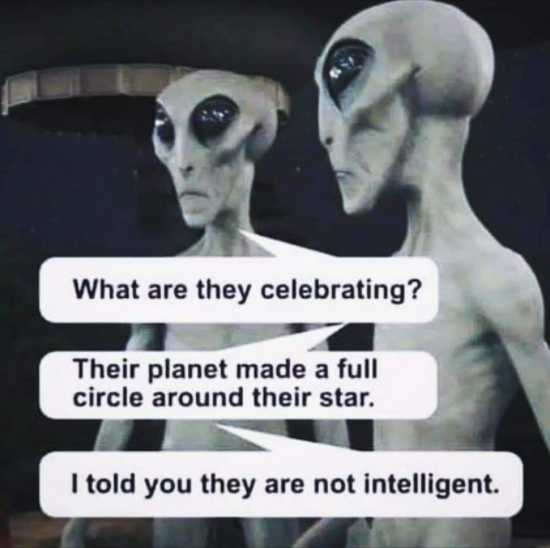 What are they celebrating?
Their planet made a full
circle around their star.
I told you they are not intelligent.